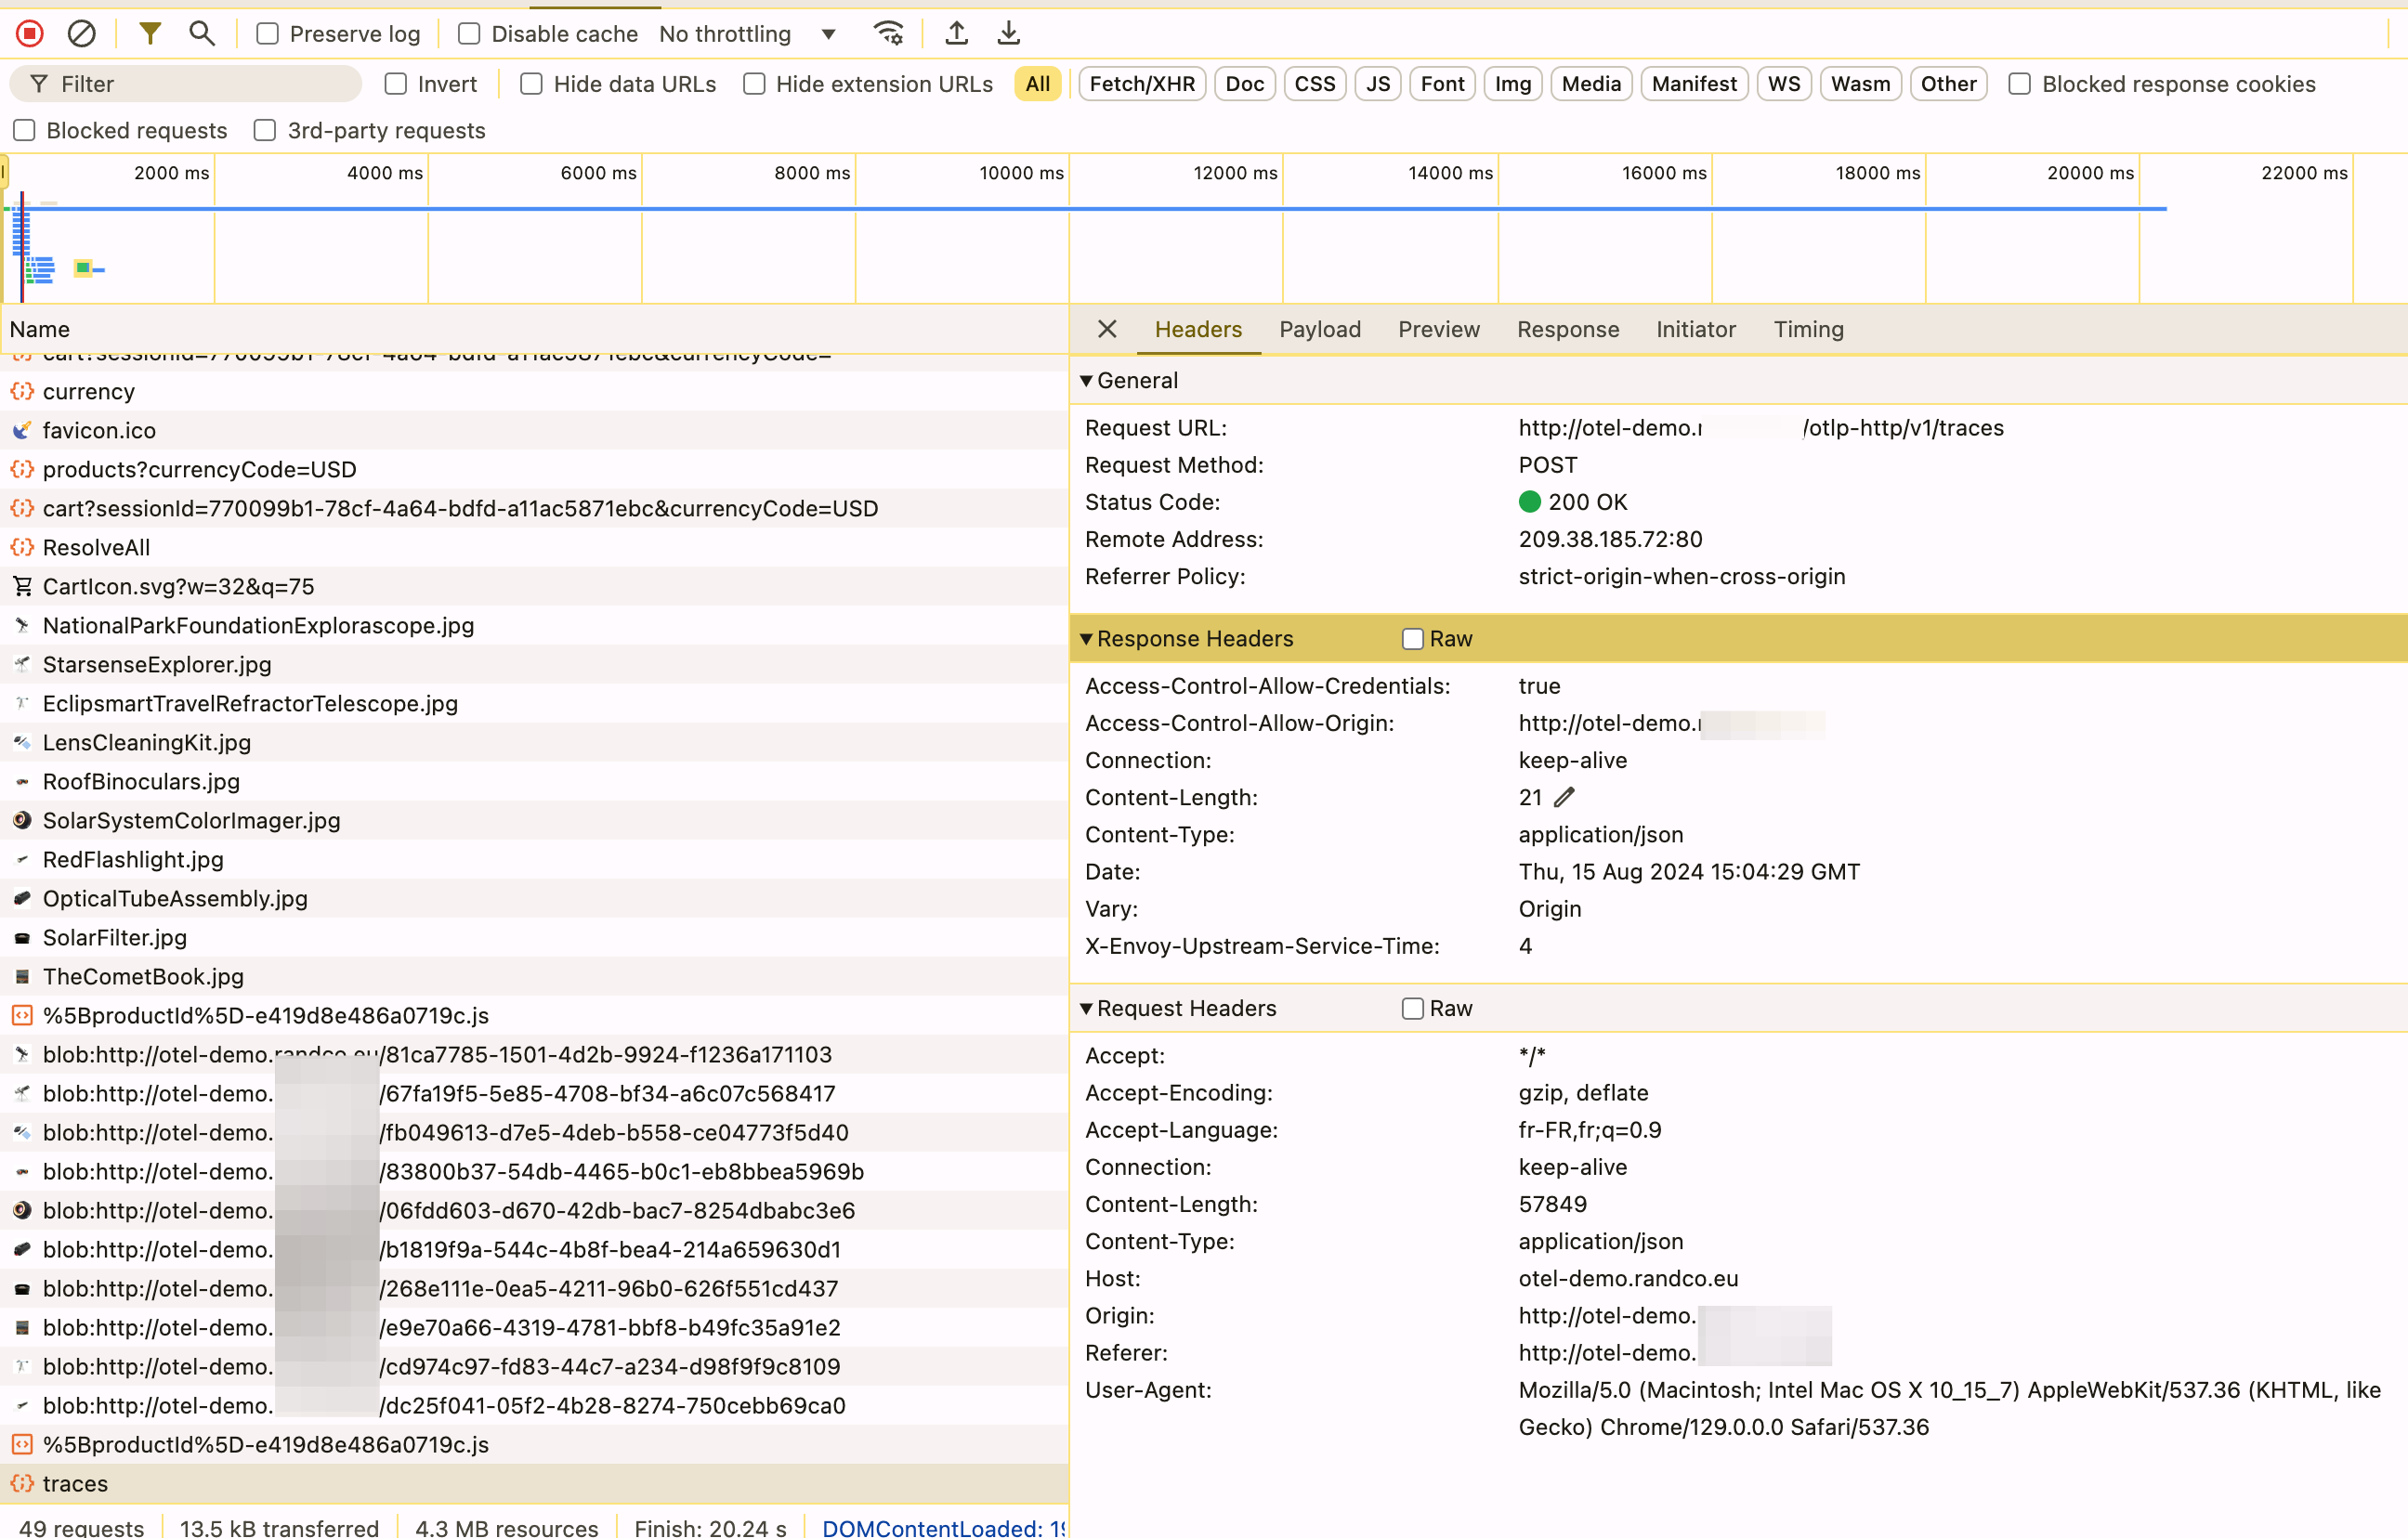 Preserve log Disable cache No throttling
Filter Invert Hide data URLs Hide extension URLs All Fetch/XHR Doc CSS JS Font Img Media Manifest WS Wasm Other Blocked response cookies
Blocked requests 3rd-party requests
2000 ms 4000 ms 6000 ms 8000 ms 10000 ms 12000 ms 14000 ms 16000 ms 18000 ms 20000 ms 22000 ms
Name
cart?sessionId=770099b1-78cf-4a64-bdfd-a11ac5871ebc&currencyCode=
currency
favicon.ico
products?currencyCode=USD
cart?sessionId=770099b1-78cf-4a64-bdfd-a11ac5871ebc&currencyCode=USD
ResolveAll
CartIcon.svg?w=32&q=75
NationalParkFoundationExplorascope.jpg
StarsenseExplorer.jpg
EclipsmartTravelRefractorTelescope.jpg
LensCleaningKit.jpg
RoofBinoculars.jpg
SolarSystemColorImager.jpg
RedFlashlight.jpg
OpticalTubeAssembly.jpg
SolarFilter.jpg
TheCometBook.jpg
%5BproductId%5D-e419d8e486a0719c.js
blob:http://otel-demo.randco.eu/81ca7785-1501-4d2b-9924-f1236a171103
blob:http://otel-demo. /67fa19f5-5e85-4708-bf34-a6c07c568417
blob:http://otel-demo. /fb049613-d7e5-4deb-b558-ce04773f5d40
blob:http://otel-demo. /83800b37-54db-4465-b0c1-eb8bbea5969b
blob:http://otel-demo. /06fdd603-d670-42db-bac7-8254dbabc3e6
blob:http://otel-demo. /b1819f9a-544c-4b8f-bea4-214a659630d1
blob:http://otel-demo. /268e111e-0ea5-4211-96b0-626f551cd437
blob:http://otel-demo. /e9e70a66-4319-4781-bbf8-b49fc35a91e2
blob:http://otel-demo. /cd974c97-fd83-44c7-a234-d98f9f9c8109
blob:http://otel-demo. /dc25f041-05f2-4b28-8274-750cebb69ca0
%5BproductId%5D-e419d8e486a0719c.js
traces
49 requests 13.5 kB transferred 4.3 MB resources Finish: 20.24 s DOMContentLoaded: 19
Headers Payload Preview Response Initiator Timing
General
Request URL: http://otel-demo. /otlp-http/v1/traces
Request Method: POST
Status Code: 200 OK
Remote Address: 209.38.185.72:80
Referrer Policy: strict-origin-when-cross-origin
Response Headers Raw
Access-Control-Allow-Credentials: true
Access-Control-Allow-Origin: http://otel-demo.
Connection: keep-alive
Content-Length: 21
Content-Type: application/json
Date: Thu, 15 Aug 2024 15:04:29 GMT
Vary: Origin
X-Envoy-Upstream-Service-Time: 4
Request Headers Raw
Accept: */*
Accept-Encoding: gzip, deflate
Accept-Language: fr-FR,fr;q=0.9
Connection: keep-alive
Content-Length: 57849
Content-Type: application/json
Host: otel-demo.randco.eu
Origin: http://otel-demo.
Referer: http://otel-demo.
User-Agent: Mozilla/5.0 (Macintosh; Intel Mac OS X 10_15_7) AppleWebKit/537.36 (KHTML, like
Gecko) Chrome/129.0.0.0 Safari/537.36